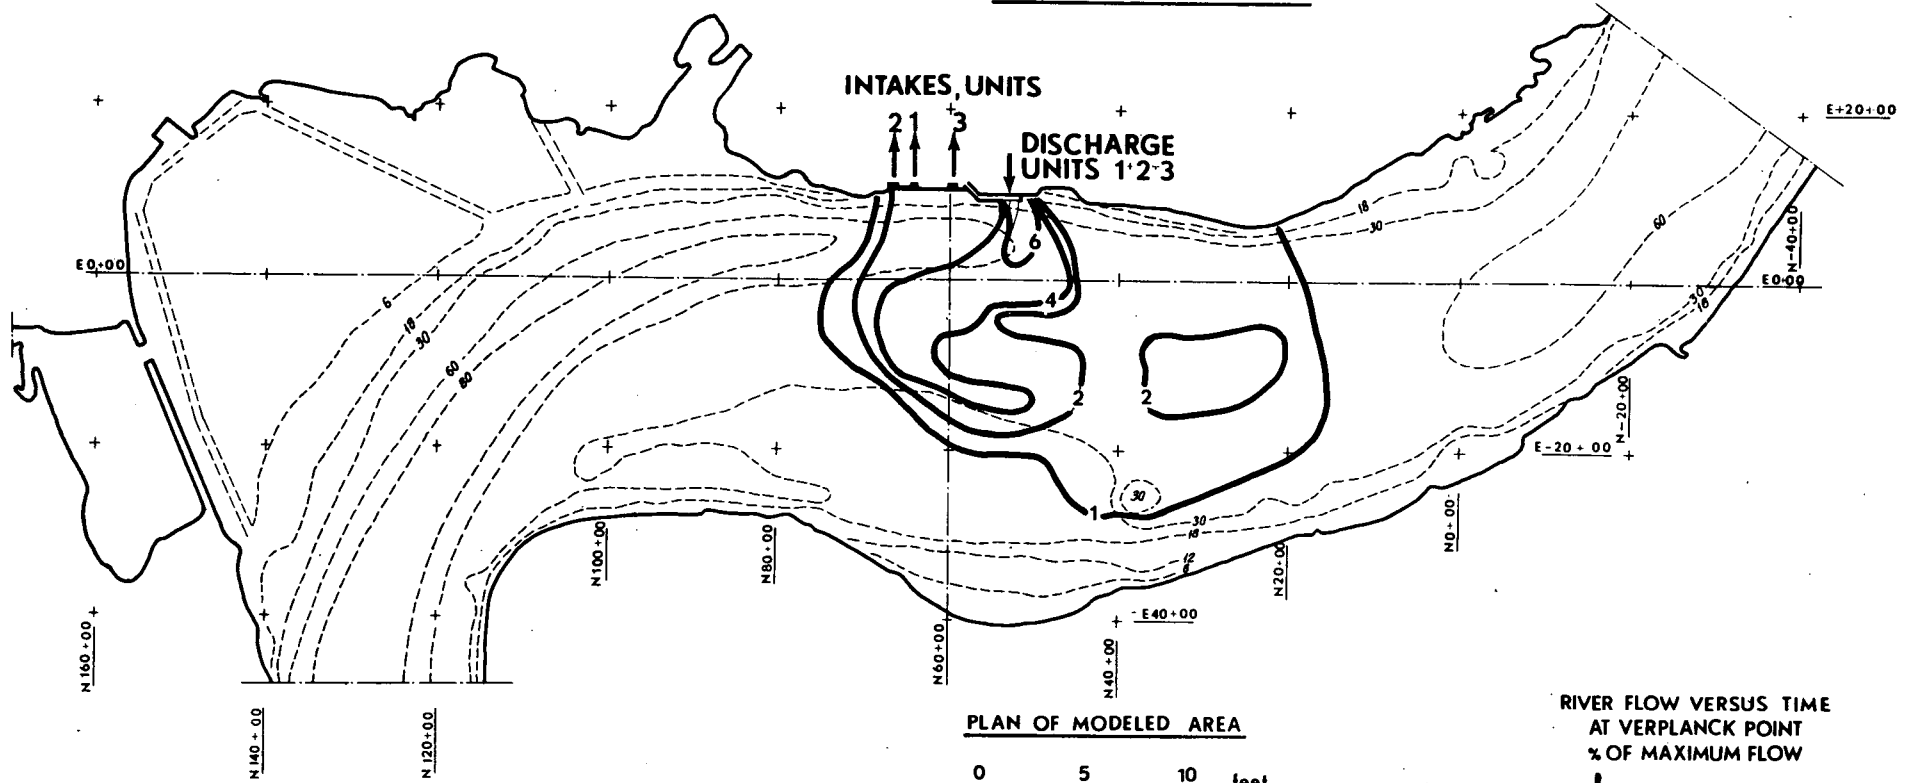 INTAKES, UNITS
2 1 3
DISCHARGE
UNITS 1+2+3
E+20+00
E0+00
E0+00
6
18
30
60
80
6
4
2
2
1
30
30
18
12
6
18
30
60
30
18
N-40+00
N-20+00
E-20+00
N0+00
N20+00
N100+00
N80+00
N60+00
N40+00
-E40+00
N160+00
N140+00
N120+00
PLAN OF MODELED AREA
0 5 10 feet
RIVER FLOW VERSUS TIME
AT VERPLANCK POINT
% OF MAXIMUM FLOW